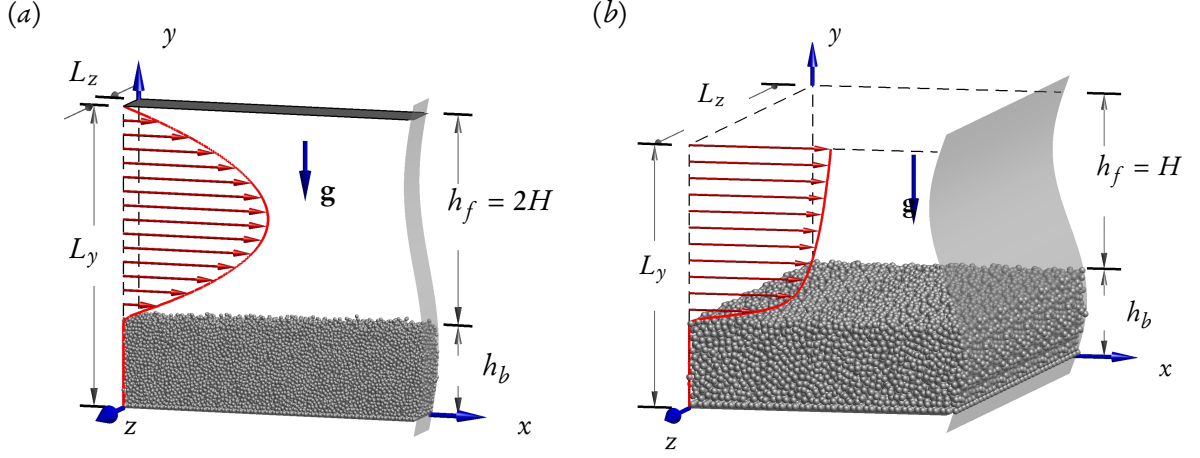 (a)
y
L_z
g
h_f = 2H
L_y
h_b
z
x
(b)
y
L_z
h_f = H
g
L_y
h_b
x
z